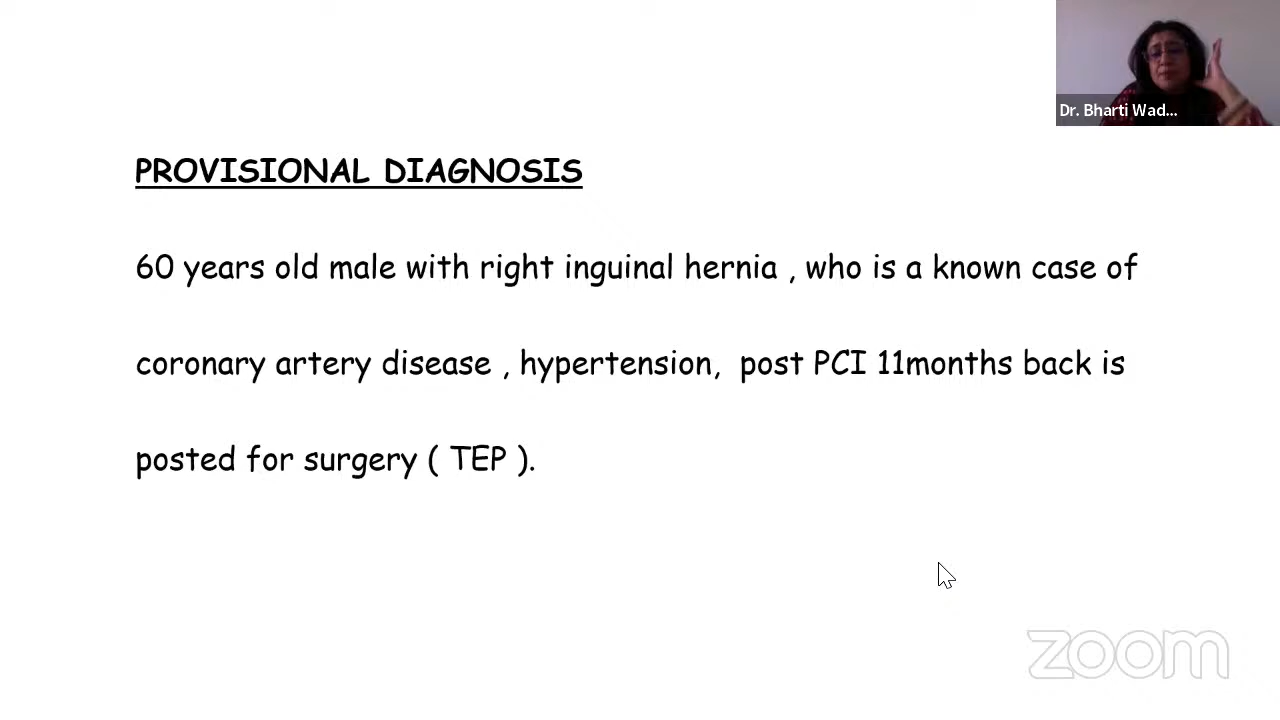 Dr. Bharti Wad...
PROVISIONAL DIAGNOSIS
60 years old male with right inguinal hernia , who is a known case of
coronary artery disease , hypertension, post PCI 11months back is
posted for surgery ( TEP ).
zoom